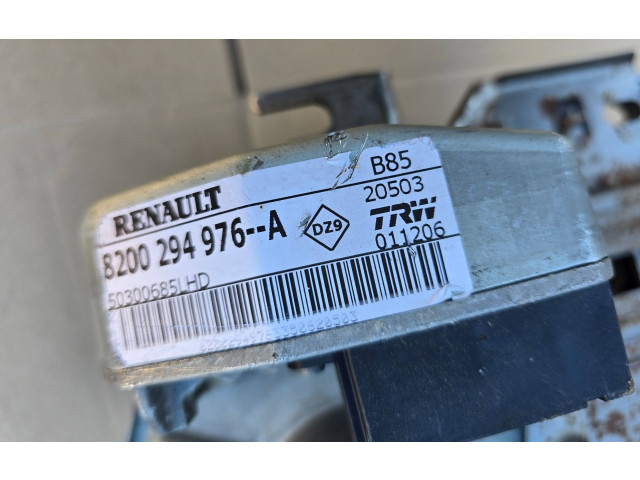 RENAULT
8200 294 976--A
50300685LHD
DZ9
B85
20503
TRW
011206